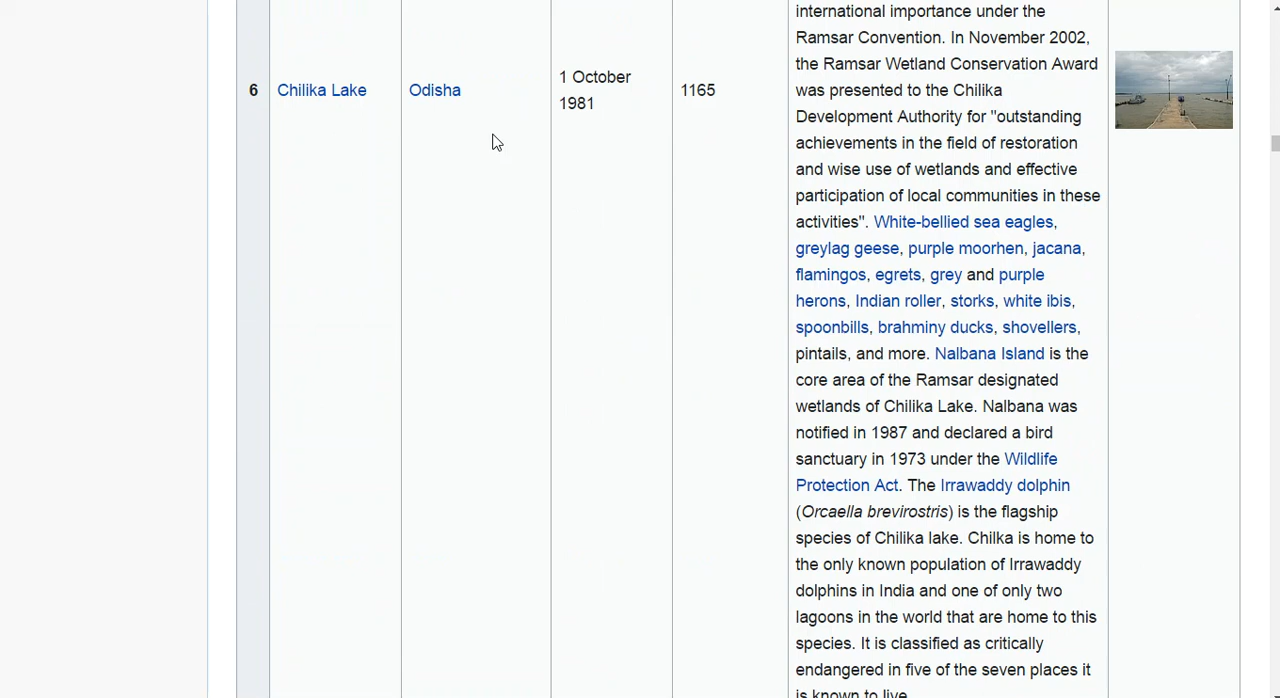 international importance under the
Ramsar Convention. In November 2002,
the Ramsar Wetland Conservation Award
6 Chilika Lake Odisha 1 October 1981 1165
was presented to the Chilika
Development Authority for "outstanding
achievements in the field of restoration
and wise use of wetlands and effective
participation of local communities in these
activities". White-bellied sea eagles,
greylag geese, purple moorhen, jacana,
flamingos, egrets, grey and purple
herons, Indian roller, storks, white ibis,
spoonbills, brahminy ducks, shovellers,
pintails, and more. Nalbana Island is the
core area of the Ramsar designated
wetlands of Chilika Lake. Nalbana was
notified in 1987 and declared a bird
sanctuary in 1973 under the Wildlife
Protection Act. The Irrawaddy dolphin
(Orcaella brevirostris) is the flagship
species of Chilika lake. Chilka is home to
the only known population of Irrawaddy
dolphins in India and one of only two
lagoons in the world that are home to this
species. It is classified as critically
endangered in five of the seven places it
is known to live.